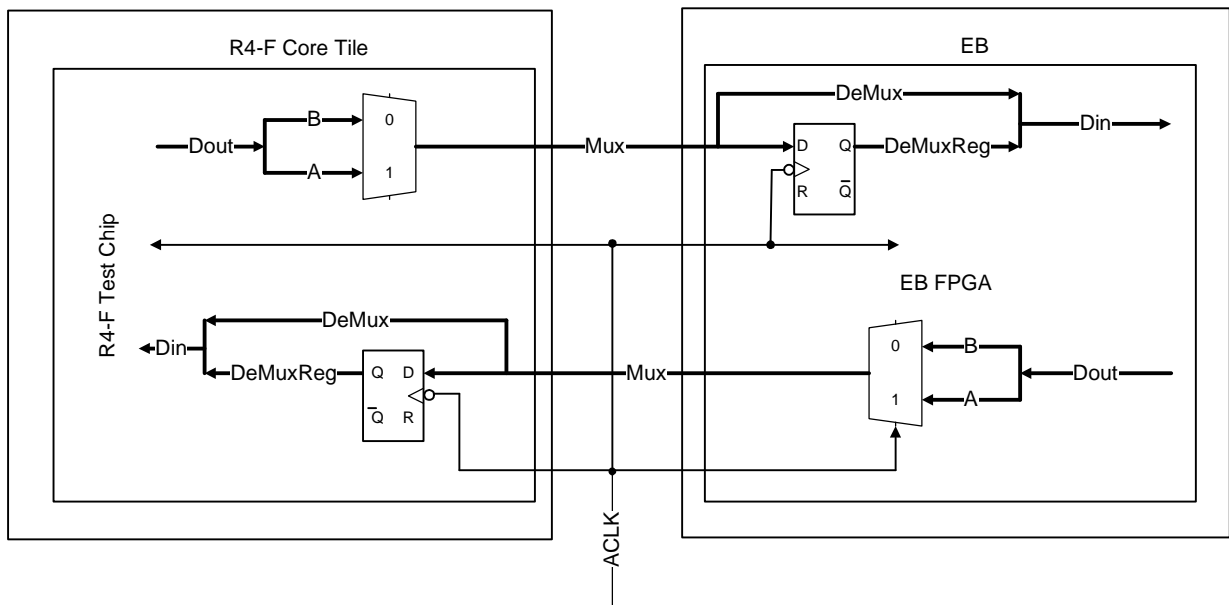 R4-F Core Tile
EB
B
0
Dout
A
1
Mux
DeMux
D
Q
DeMuxReg
Q
R
Din
R4-F Test Chip
EB FPGA
DeMux
Din
DeMuxReg
Q
D
Q
R
Mux
0
B
1
A
Dout
ACLK